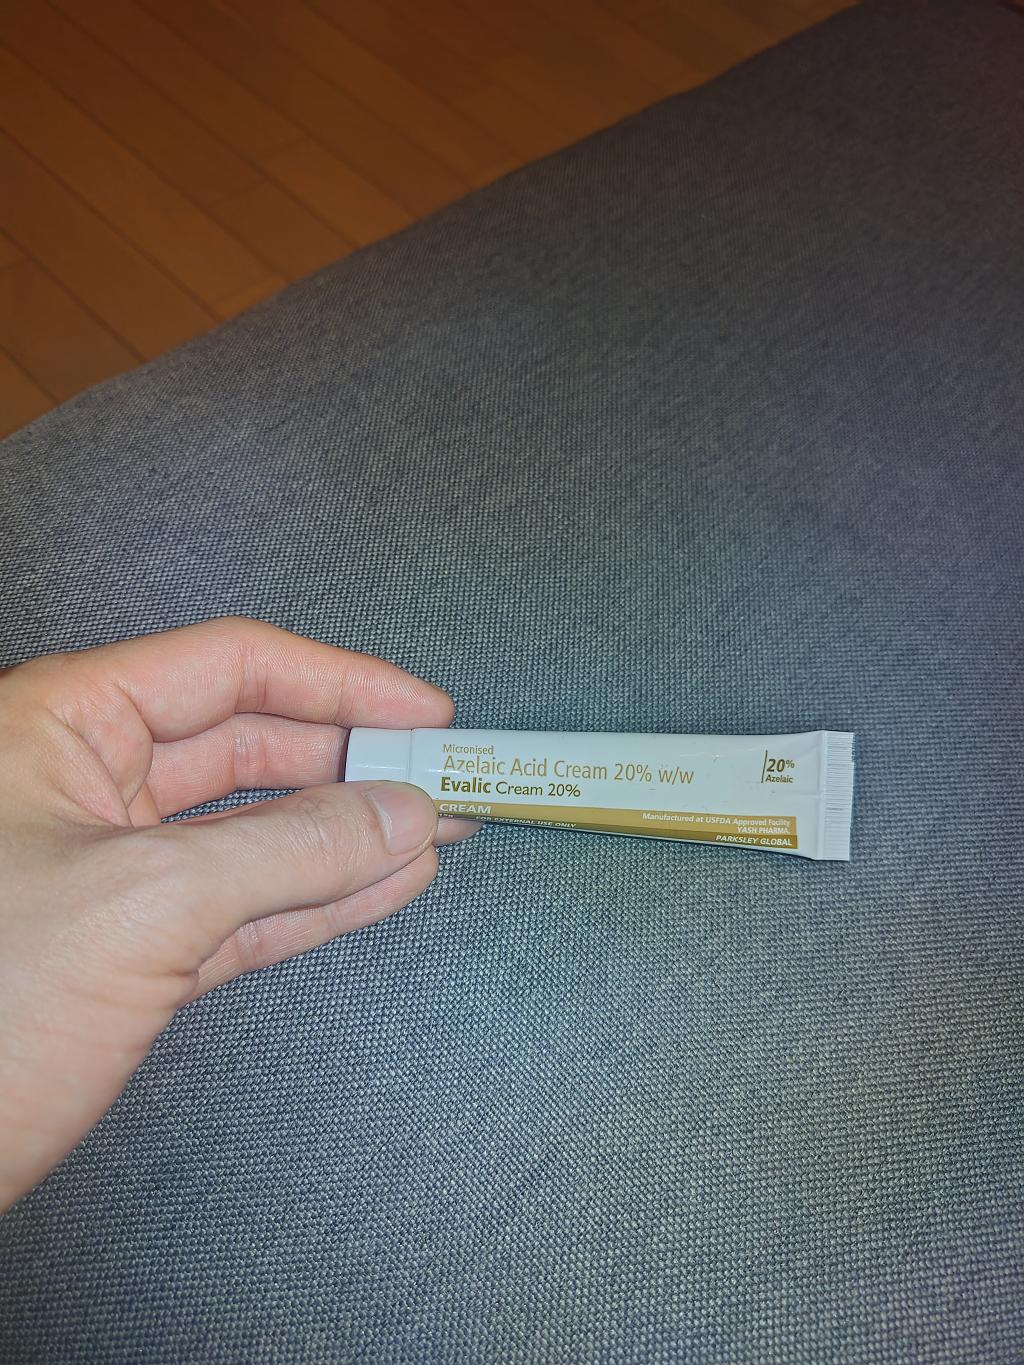 Micronised
Azelaic Acid Cream 20% w/w
Evalic Cream 20%
20%
Azelaic
CREAM
FOR EXTERNAL USE ONLY
Manufactured at USFDA Approved Facility
YASH PHARMA.
PARKSLEY GLOBAL